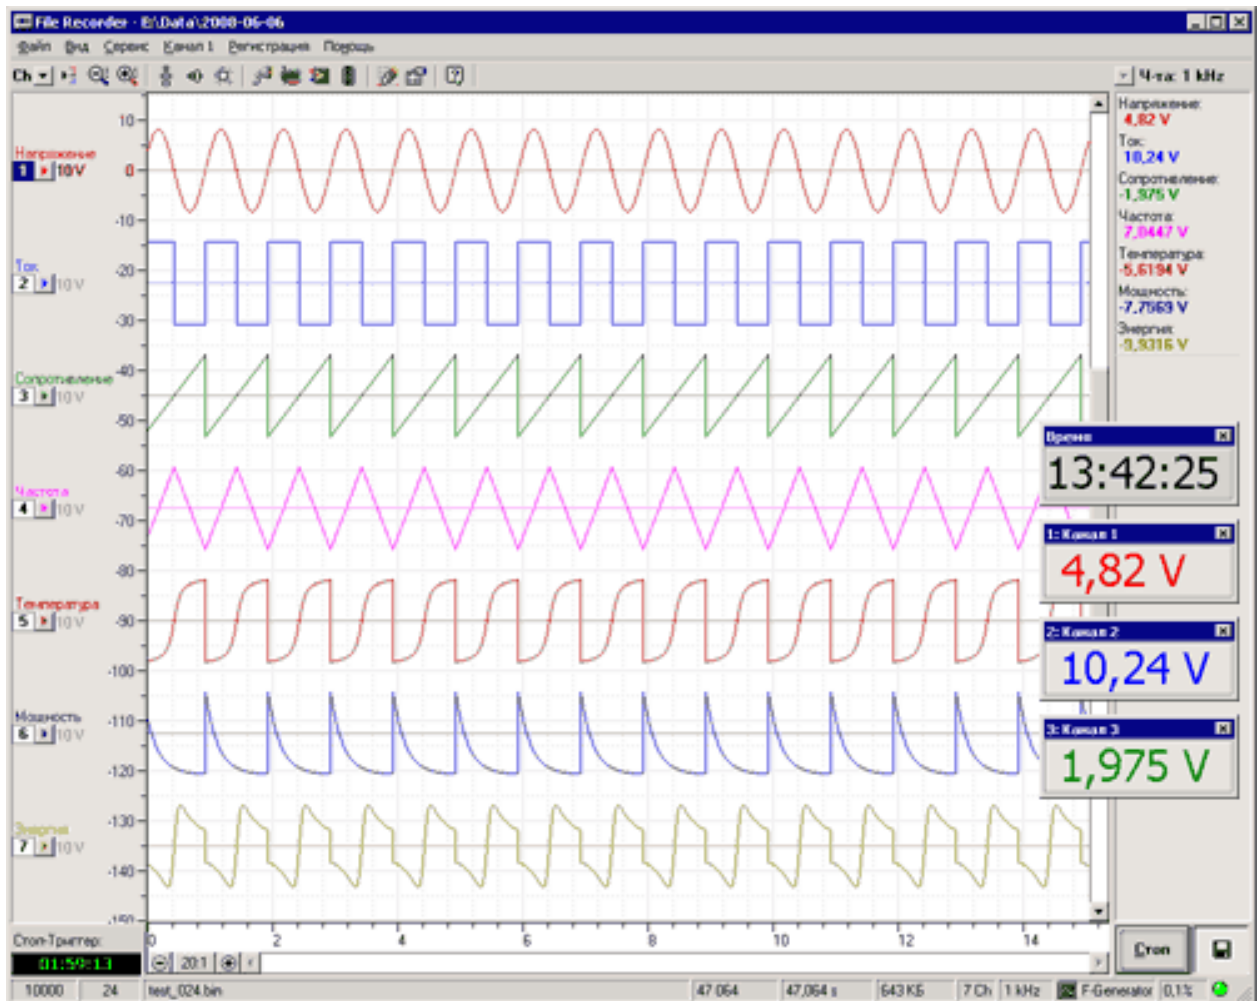 File Recorder - E:\Data\2008-06-06
Файл Вид Сервис Канал 1 Регистрация Помощь
Ch Ч-та: 1 kHz
Напряжение
1 10V
Ток
2 10V
Сопротивление
3 10V
Частота
4 10V
Температура
5 10V
Мощность
6 10V
Энергия
7 10V
10
0
-10
-20
-30
-40
-50
-60
-70
-80
-90
-100
-110
-120
-130
-140
-150
0 2 4 6 8 10 12 14
Напряжение:
4,82 V
Ток:
10,24 V
Сопротивление:
-1,975 V
Частота:
7,0447 V
Температура:
-5,6194 V
Мощность:
-7,7569 V
Энергия:
-9,9316 V
Время
13:42:25
1: Канал 1
4,82 V
2: Канал 2
10,24 V
3: Канал 3
1,975 V
Стоп-Триггер:
01:59:13
20:1
Стоп
10000 24 test_024.bin 47 064 47,064 s 643 КБ 7 Ch 1 kHz F-Generator 0,1%